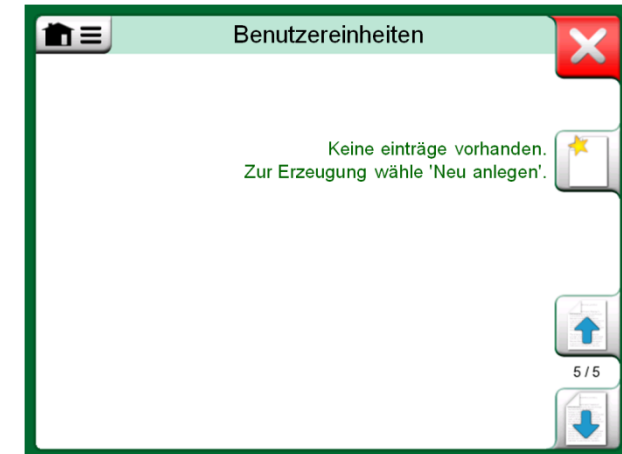 Benutzereinheiten
Keine einträge vorhanden.
Zur Erzeugung wähle 'Neu anlegen'.
5 / 5